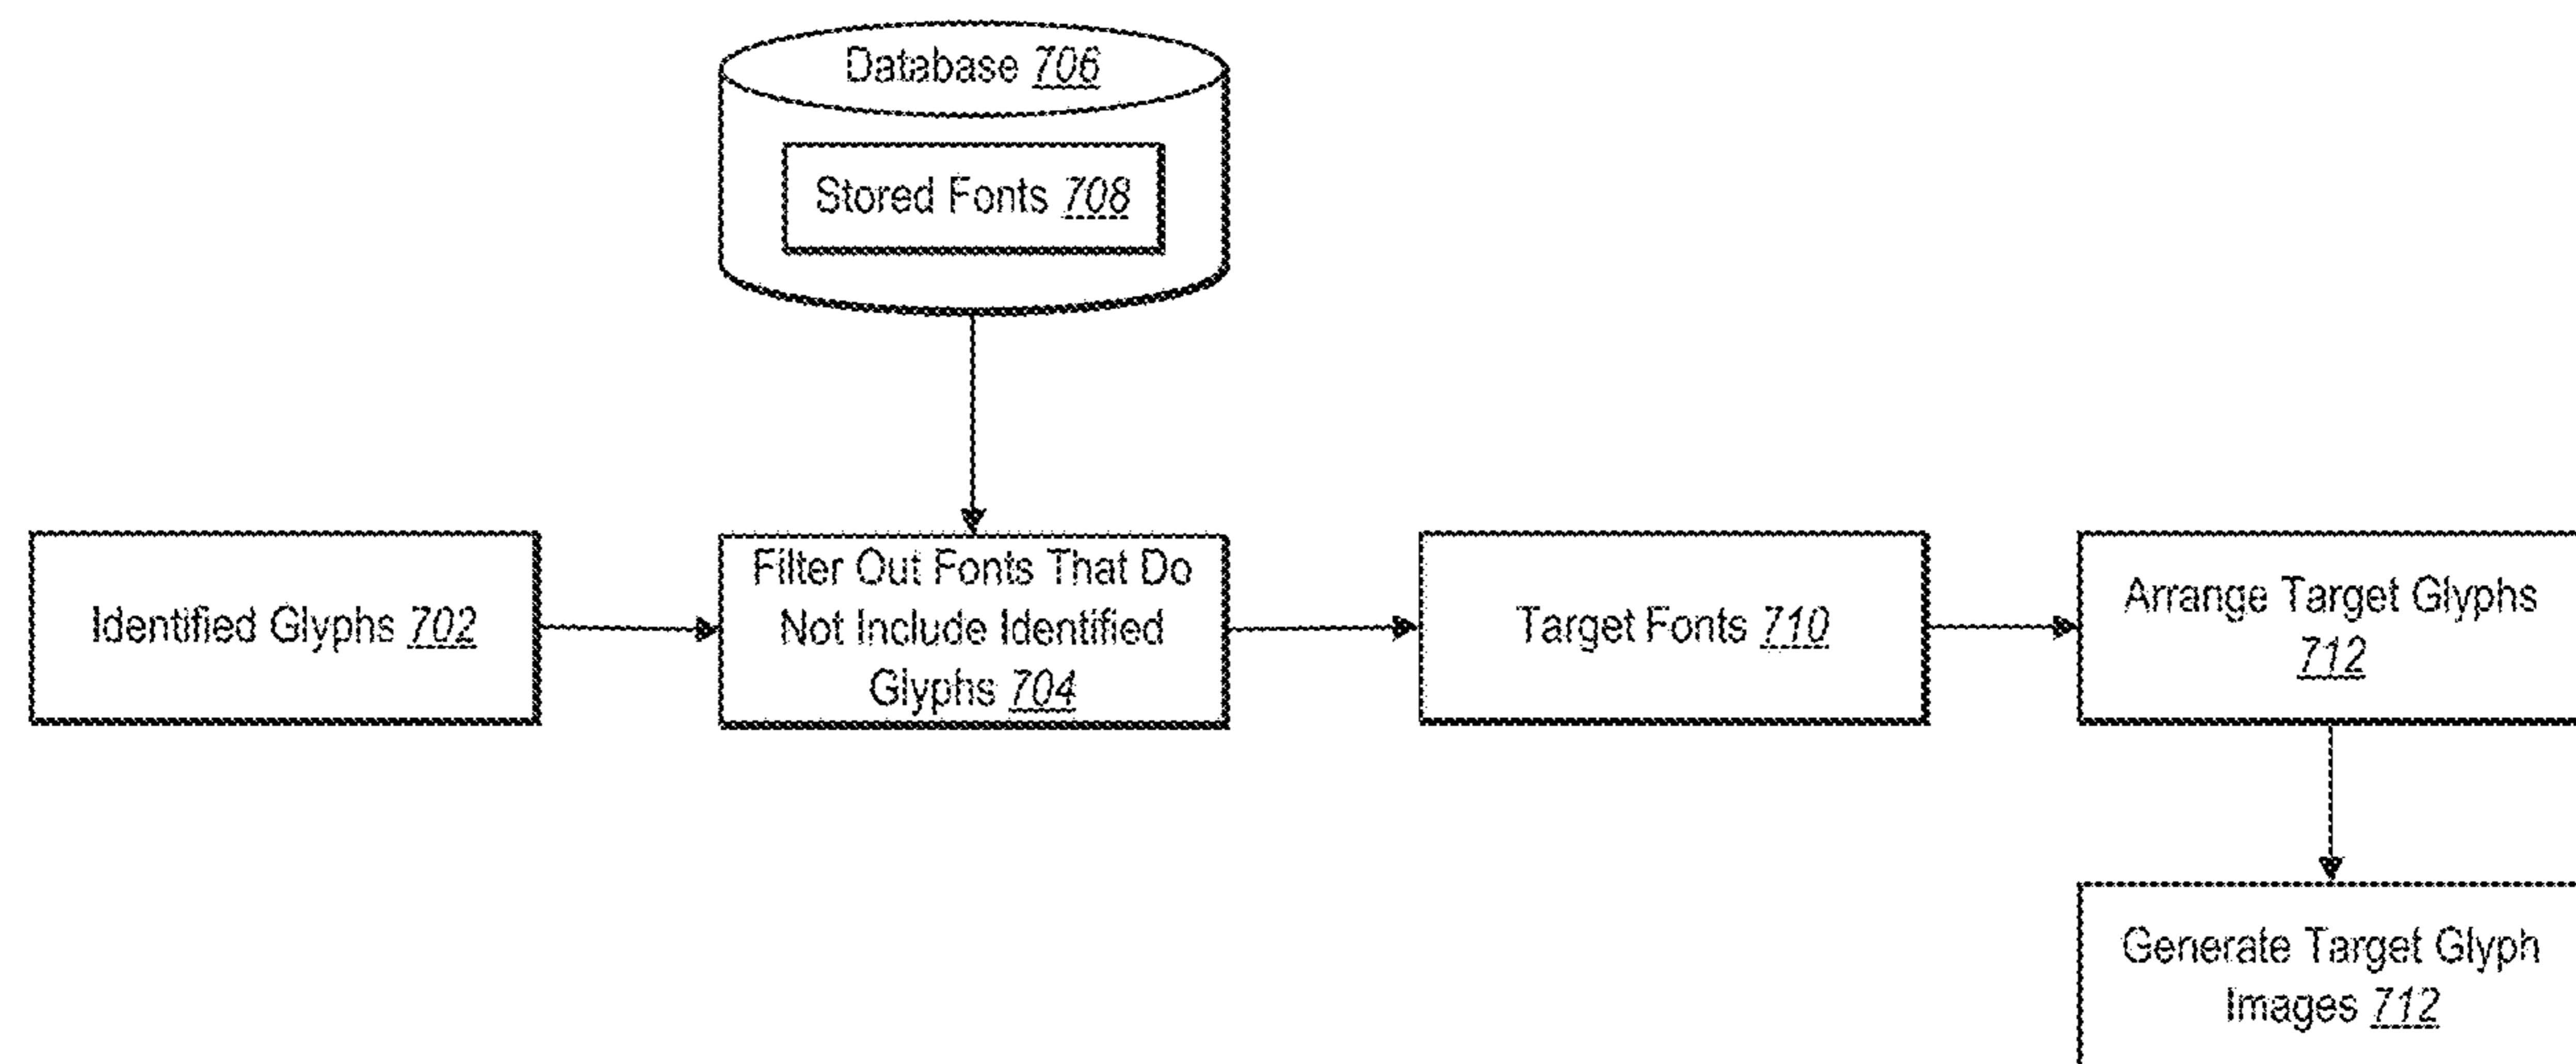 Database 706
Stored Fonts 708
Identified Glyphs 702
Filter Out Fonts That Do
Not Include Identified
Glyphs 704
Target Fonts 710
Arrange Target Glyphs
712
Generate Target Glyph
Images 712